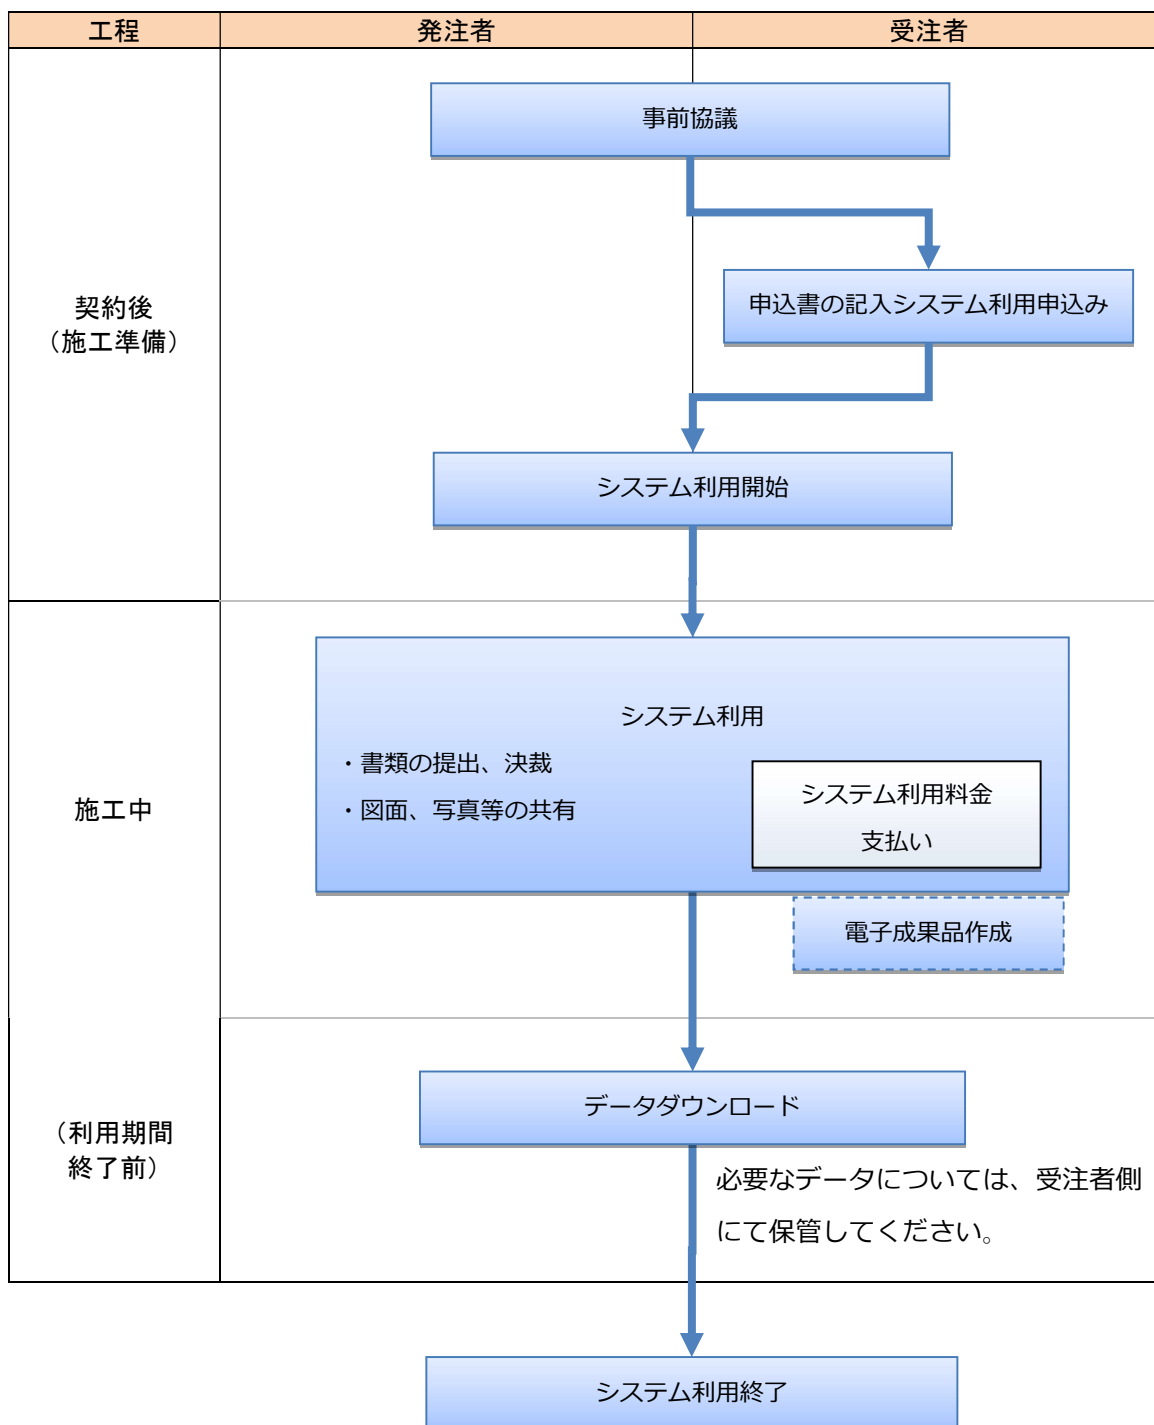 工程 発注者 受注者
事前協議
申込書の記入システム利用申込み
契約後
（施工準備）
システム利用開始
システム利用
・書類の提出、決裁
・図面、写真等の共有
システム利用料金
支払い
施工中
電子成果品作成
データダウンロード
（利用期間
終了前）
必要なデータについては、受注者側
にて保管してください。
システム利用終了